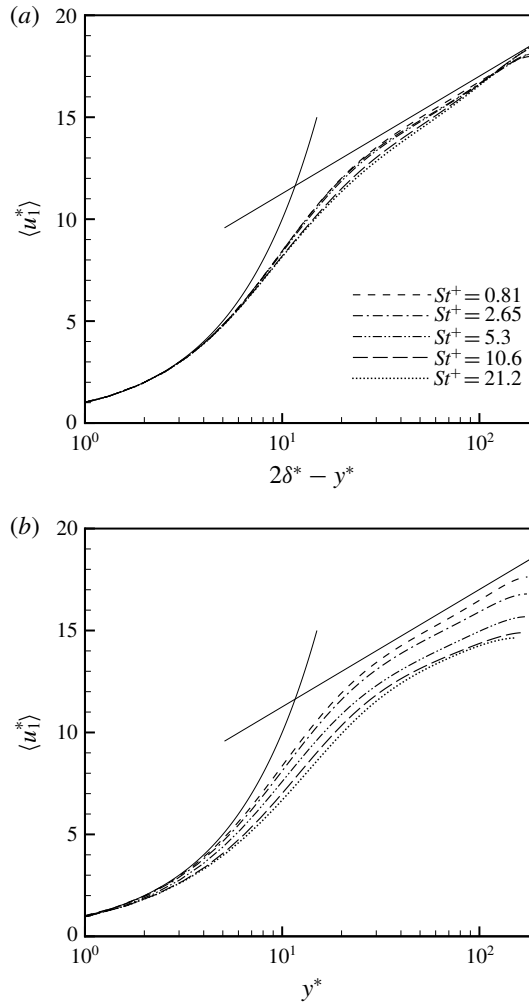 (a)
20
15
10
5
0
⟨u₁*⟩
St⁺ = 0.81
St⁺ = 2.65
St⁺ = 5.3
St⁺ = 10.6
St⁺ = 21.2
10⁰
10¹
10²
2δ* − y*
(b)
20
15
10
5
0
⟨u₁*⟩
10⁰
10¹
10²
y*